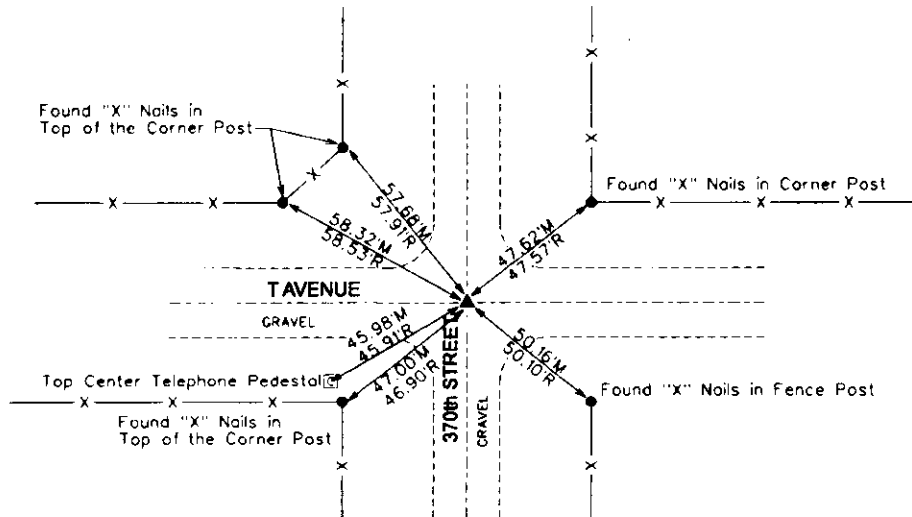 Found "X" Nails in
Top of the Corner Post
57.68'M
57.91'R
Found "X" Nails in Corner Post
58.32'M
58.53'R
47.62'M
47.57'R
T AVENUE
GRAVEL
370th STREET
GRAVEL
45.98'M
45.91'R
50.16'M
50.10'R
Top Center Telephone Pedestal
47.00'M
46.90'R
Found "X" Nails in Fence Post
Found "X" Nails in
Top of the Corner Post